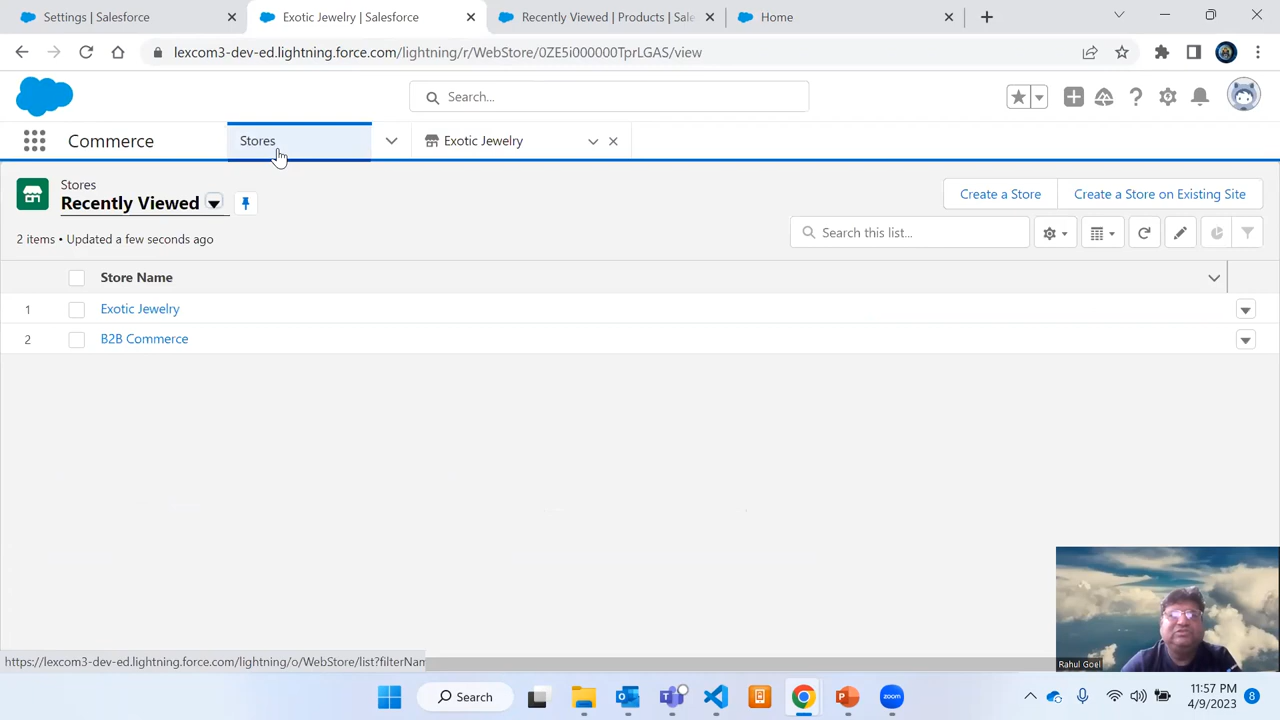 Settings | Salesforce
Exotic Jewelry | Salesforce
Recently Viewed | Products | Sale
Home
lexcom3-dev-ed.lightning.force.com/lightning/r/WebStore/0ZE5i000000TprLGAS/view
Search...
Commerce
Stores
Exotic Jewelry
Stores
Recently Viewed
Create a Store
Create a Store on Existing Site
2 items • Updated a few seconds ago
Search this list...
Store Name
1
Exotic Jewelry
2
B2B Commerce
Rahul Goel
https://lexcom3-dev-ed.lightning.force.com/lightning/o/WebStore/list?filterNam
Search
11:57 PM
4/9/2023
8